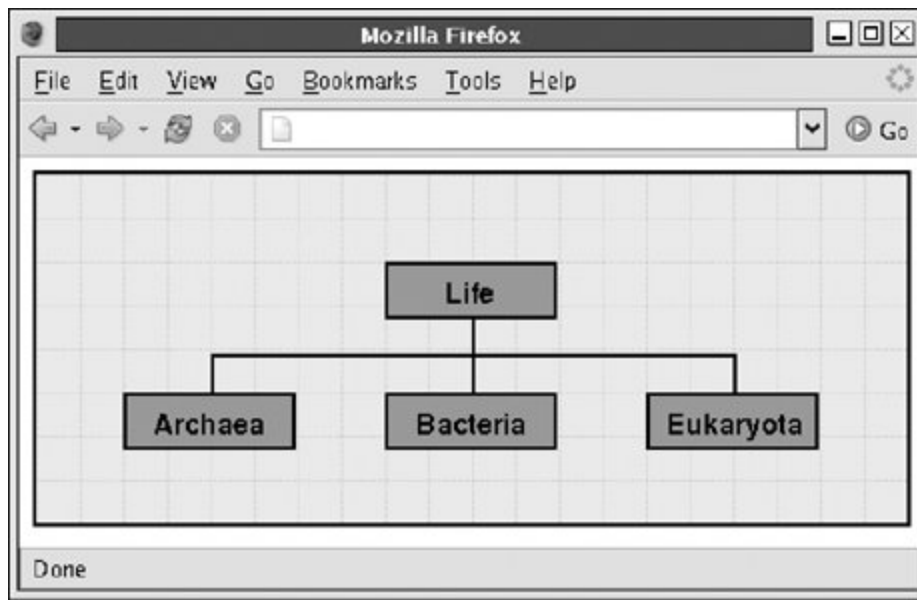 Mozilla Firefox
File Edit View Go Bookmarks Tools Help
Go
Life
Archaea Bacteria Eukaryota
Done